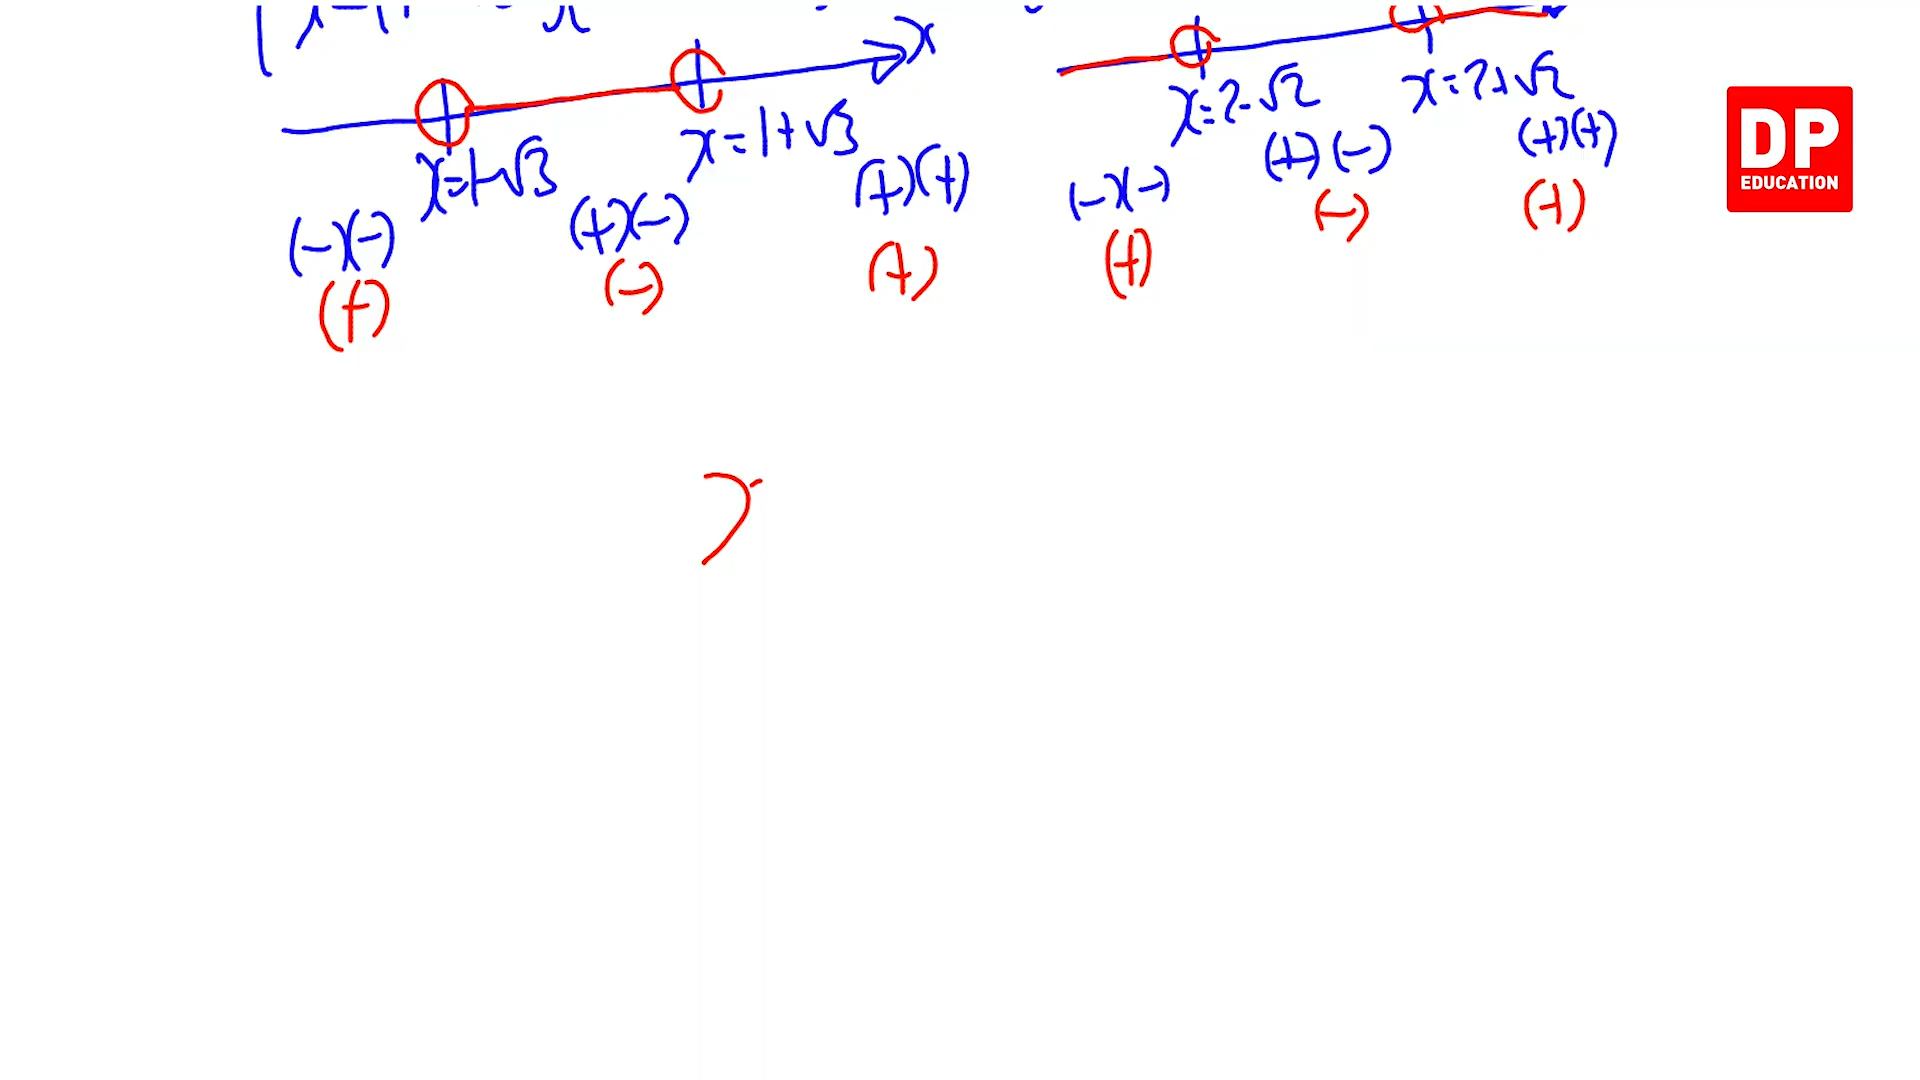 x
x=1-√3
x=1+√3
(-)(-)
(+)(-)
(+)(+)
(+)
(-)
(+)
x=2-√2
x=2+√2
(-)(-)
(+)(-)
(+)(+)
(+)
(-)
(+)
DP
EDUCATION